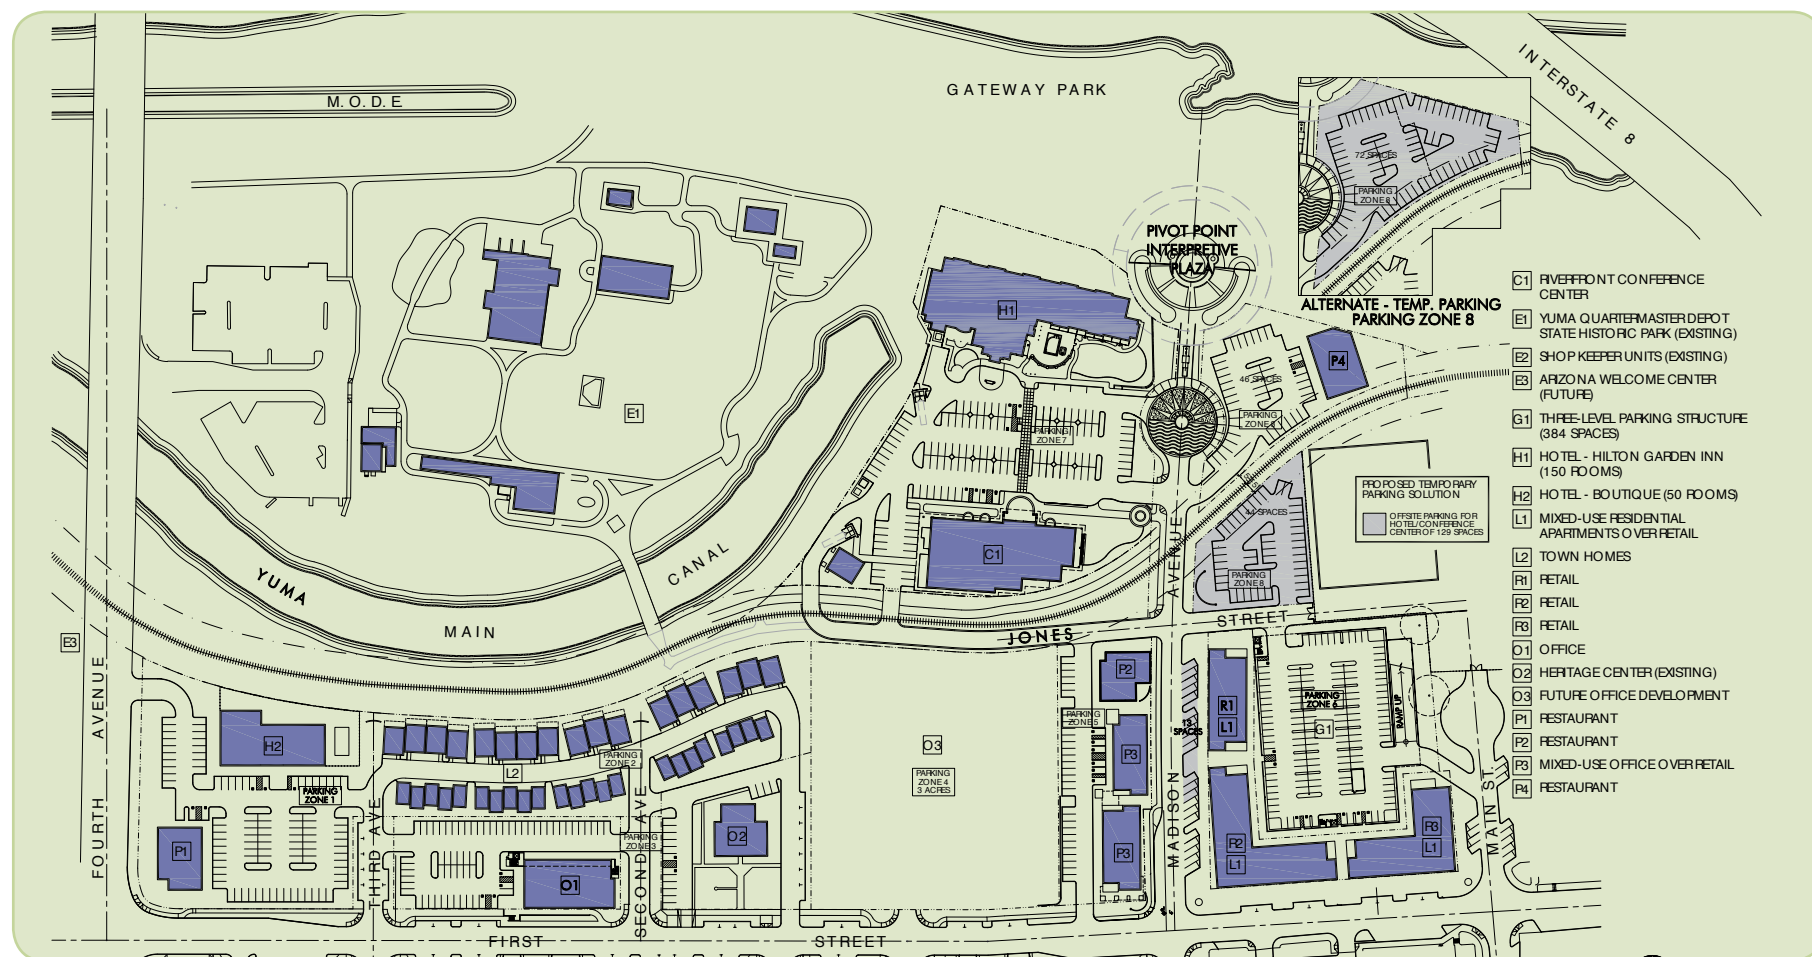 INTERSTATE 8
GATEWAY PARK
M.O.D.E.
72 SPACES
PARKING
ZONE 8
PIVOT POINT
INTERPRETIVE
PLAZA
ALTERNATE - TEMP. PARKING
PARKING ZONE 8
H1
P4
46 SPACES
PARKING
PARKING
ZONE 7
E1
PROPOSED TEMPORARY
PARKING SOLUTION
OFFSITE PARKING FOR
HOTEL/CONFERENCE
CENTER OF 129 SPACES
44 SPACES
PARKING
ZONE 8
C1
YUMA
MAIN
CANAL
JONES
STREET
E3
FOURTH AVENUE
THIRD AVE
SECOND AVE
MADISON AVENUE
MAIN ST.
FIRST STREET
H2
PARKING
ZONE 1
P1
L2
PARKING
ZONE 2
PARKING
ZONE 3
O1
O2
O3
PARKING
ZONE 4
3 ACRES
PARKING
ZONE 5
P2
P3
P3
13
SPACES
R1
L1
PARKING
ZONE 6
G1
RAMP UP
R2
L1
R3
L1
C1 RIVERFRONT CONFERENCE
CENTER
E1 YUMA QUARTERMASTER DEPOT
STATE HISTORIC PARK (EXISTING)
E2 SHOP KEEPER UNITS (EXISTING)
E3 ARIZONA WELCOME CENTER
(FUTURE)
G1 THREE-LEVEL PARKING STRUCTURE
(384 SPACES)
H1 HOTEL - HILTON GARDEN INN
(150 ROOMS)
H2 HOTEL - BOUTIQUE (50 ROOMS)
L1 MIXED-USE RESIDENTIAL
APARTMENTS OVER RETAIL
L2 TOWN HOMES
R1 RETAIL
R2 RETAIL
R3 RETAIL
O1 OFFICE
O2 HERITAGE CENTER (EXISTING)
O3 FUTURE OFFICE DEVELOPMENT
P1 RESTAURANT
P2 RESTAURANT
P3 MIXED-USE OFFICE OVER RETAIL
P4 RESTAURANT